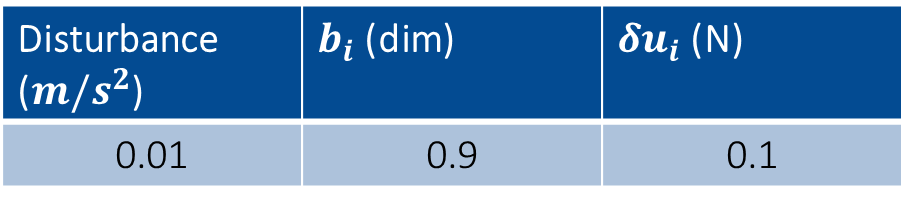 Disturbance
(m/s²)
bᵢ (dim)
δuᵢ (N)
0.01
0.9
0.1